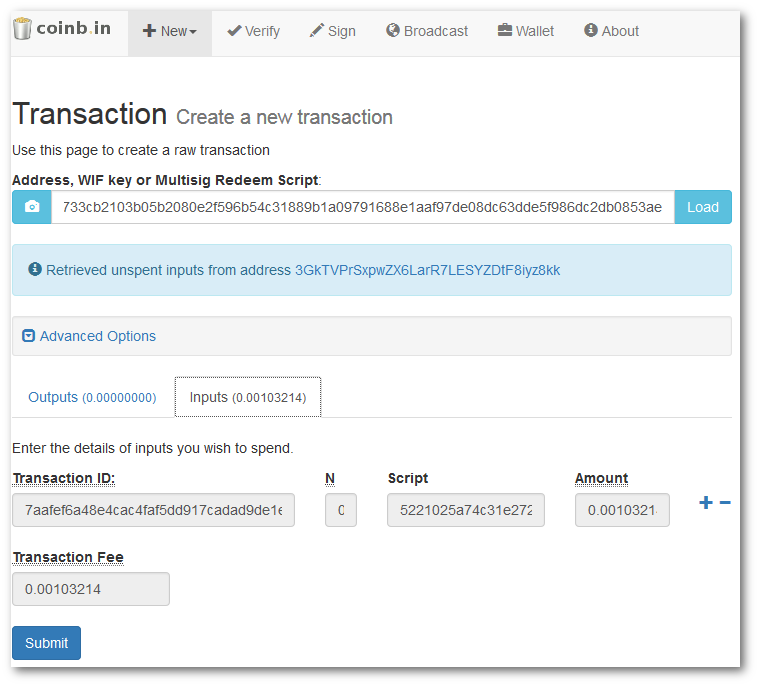 coinb.in
New Verify Sign Broadcast Wallet About
Transaction Create a new transaction
Use this page to create a raw transaction
Address, WIF key or Multisig Redeem Script:
733cb2103b05b2080e2f596b54c31889b1a09791688e1aaf97de08dc63dde5f986dc2db0853ae Load
Retrieved unspent inputs from address 3GkTVPrSxpwZX6LarR7LESYZDtF8iyz8kk
Advanced Options
Outputs (0.00000000) Inputs (0.00103214)
Enter the details of inputs you wish to spend.
Transaction ID: N Script Amount
7aafef6a48e4cac4faf5dd917cadad9de1e 0 5221025a74c31e272 0.0010321
Transaction Fee
0.00103214
Submit